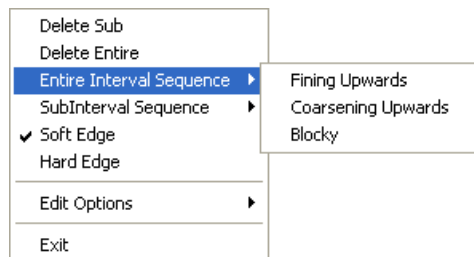 Delete Sub
Delete Entire
Entire Interval Sequence
Fining Upwards
SubInterval Sequence
Coarsening Upwards
Soft Edge
Blocky
Hard Edge
Edit Options
Exit